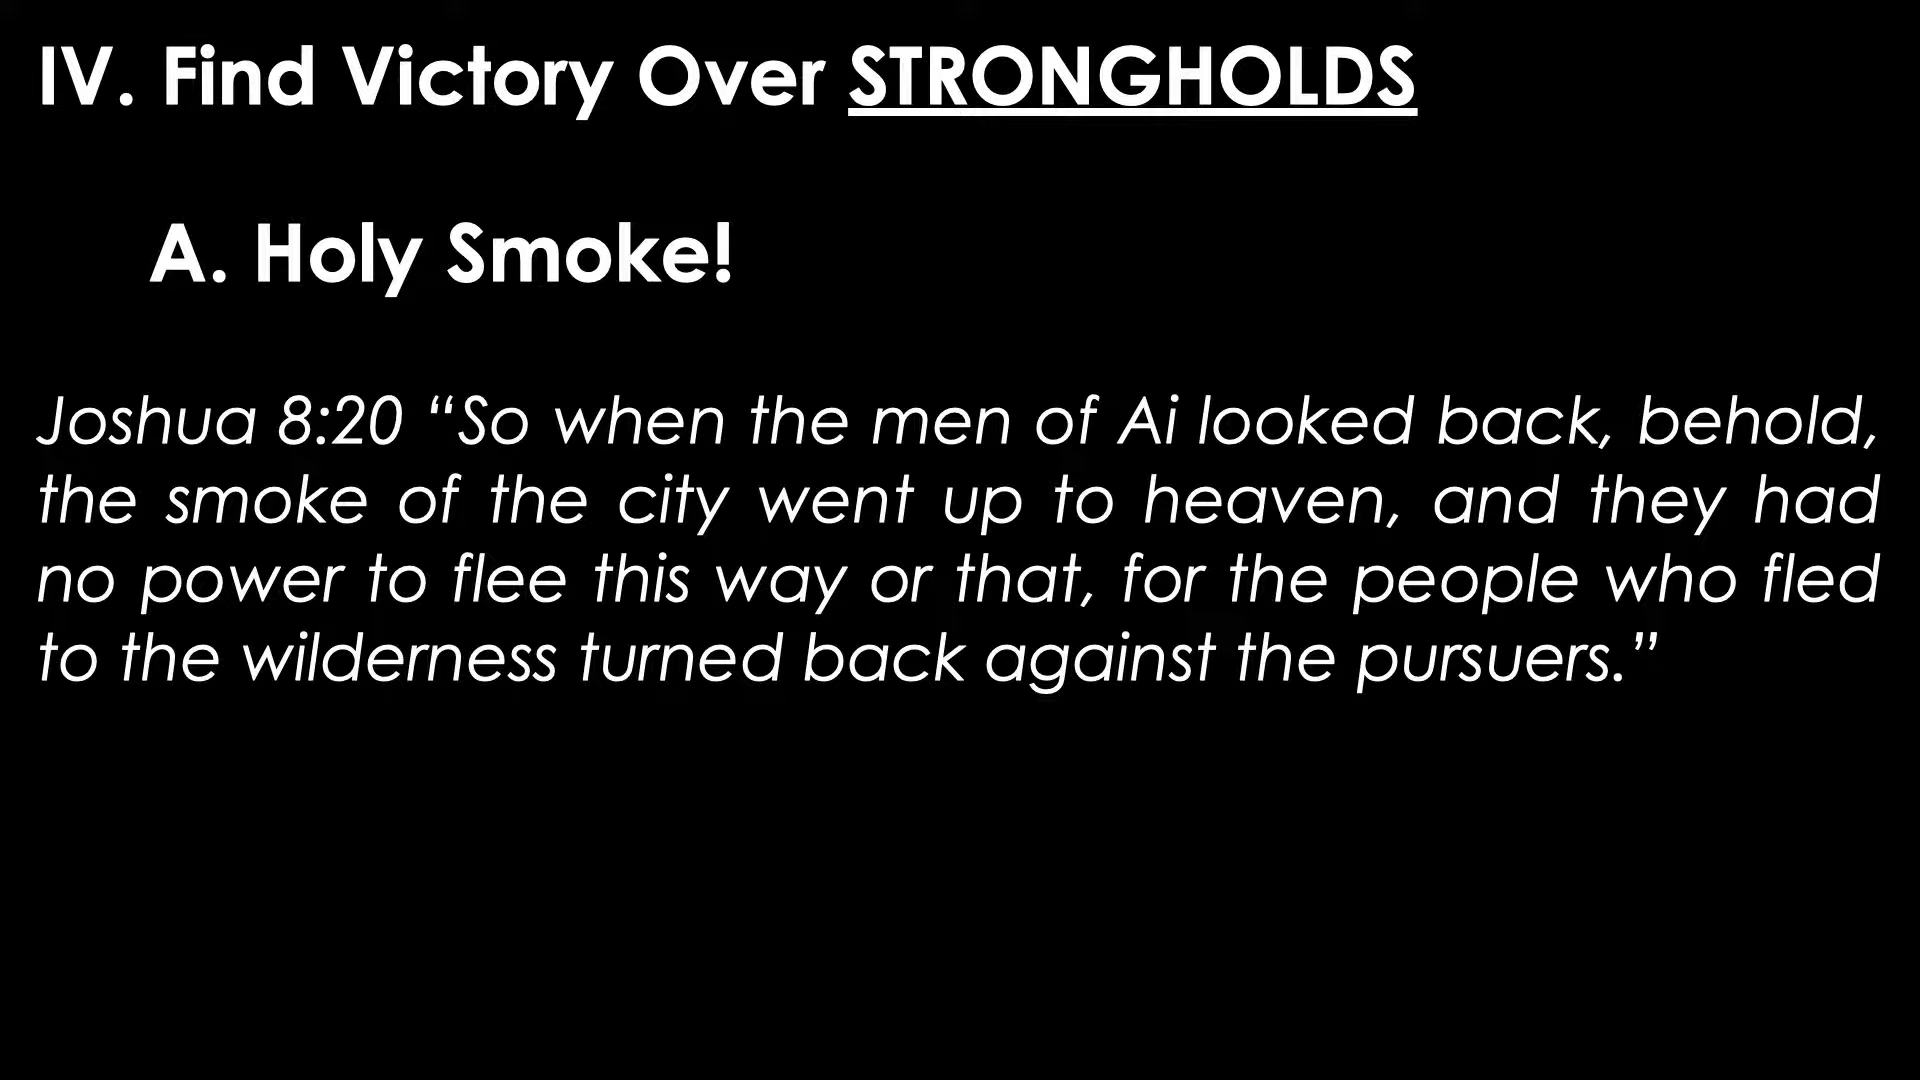 IV. Find Victory Over STRONGHOLDS
A. Holy Smoke!
Joshua 8:20 “So when the men of Ai looked back, behold,
the smoke of the city went up to heaven, and they had
no power to flee this way or that, for the people who fled
to the wilderness turned back against the pursuers.”